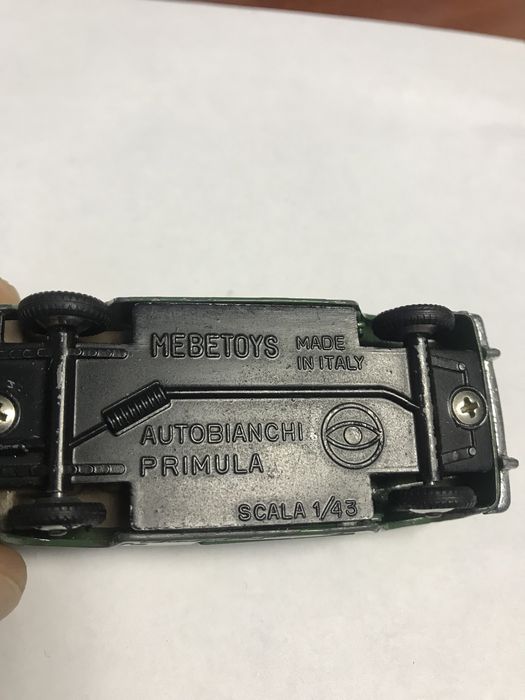 MEBETOYS
MADE
IN ITALY
AUTOBIANCHI
PRIMULA
SCALA 1/43